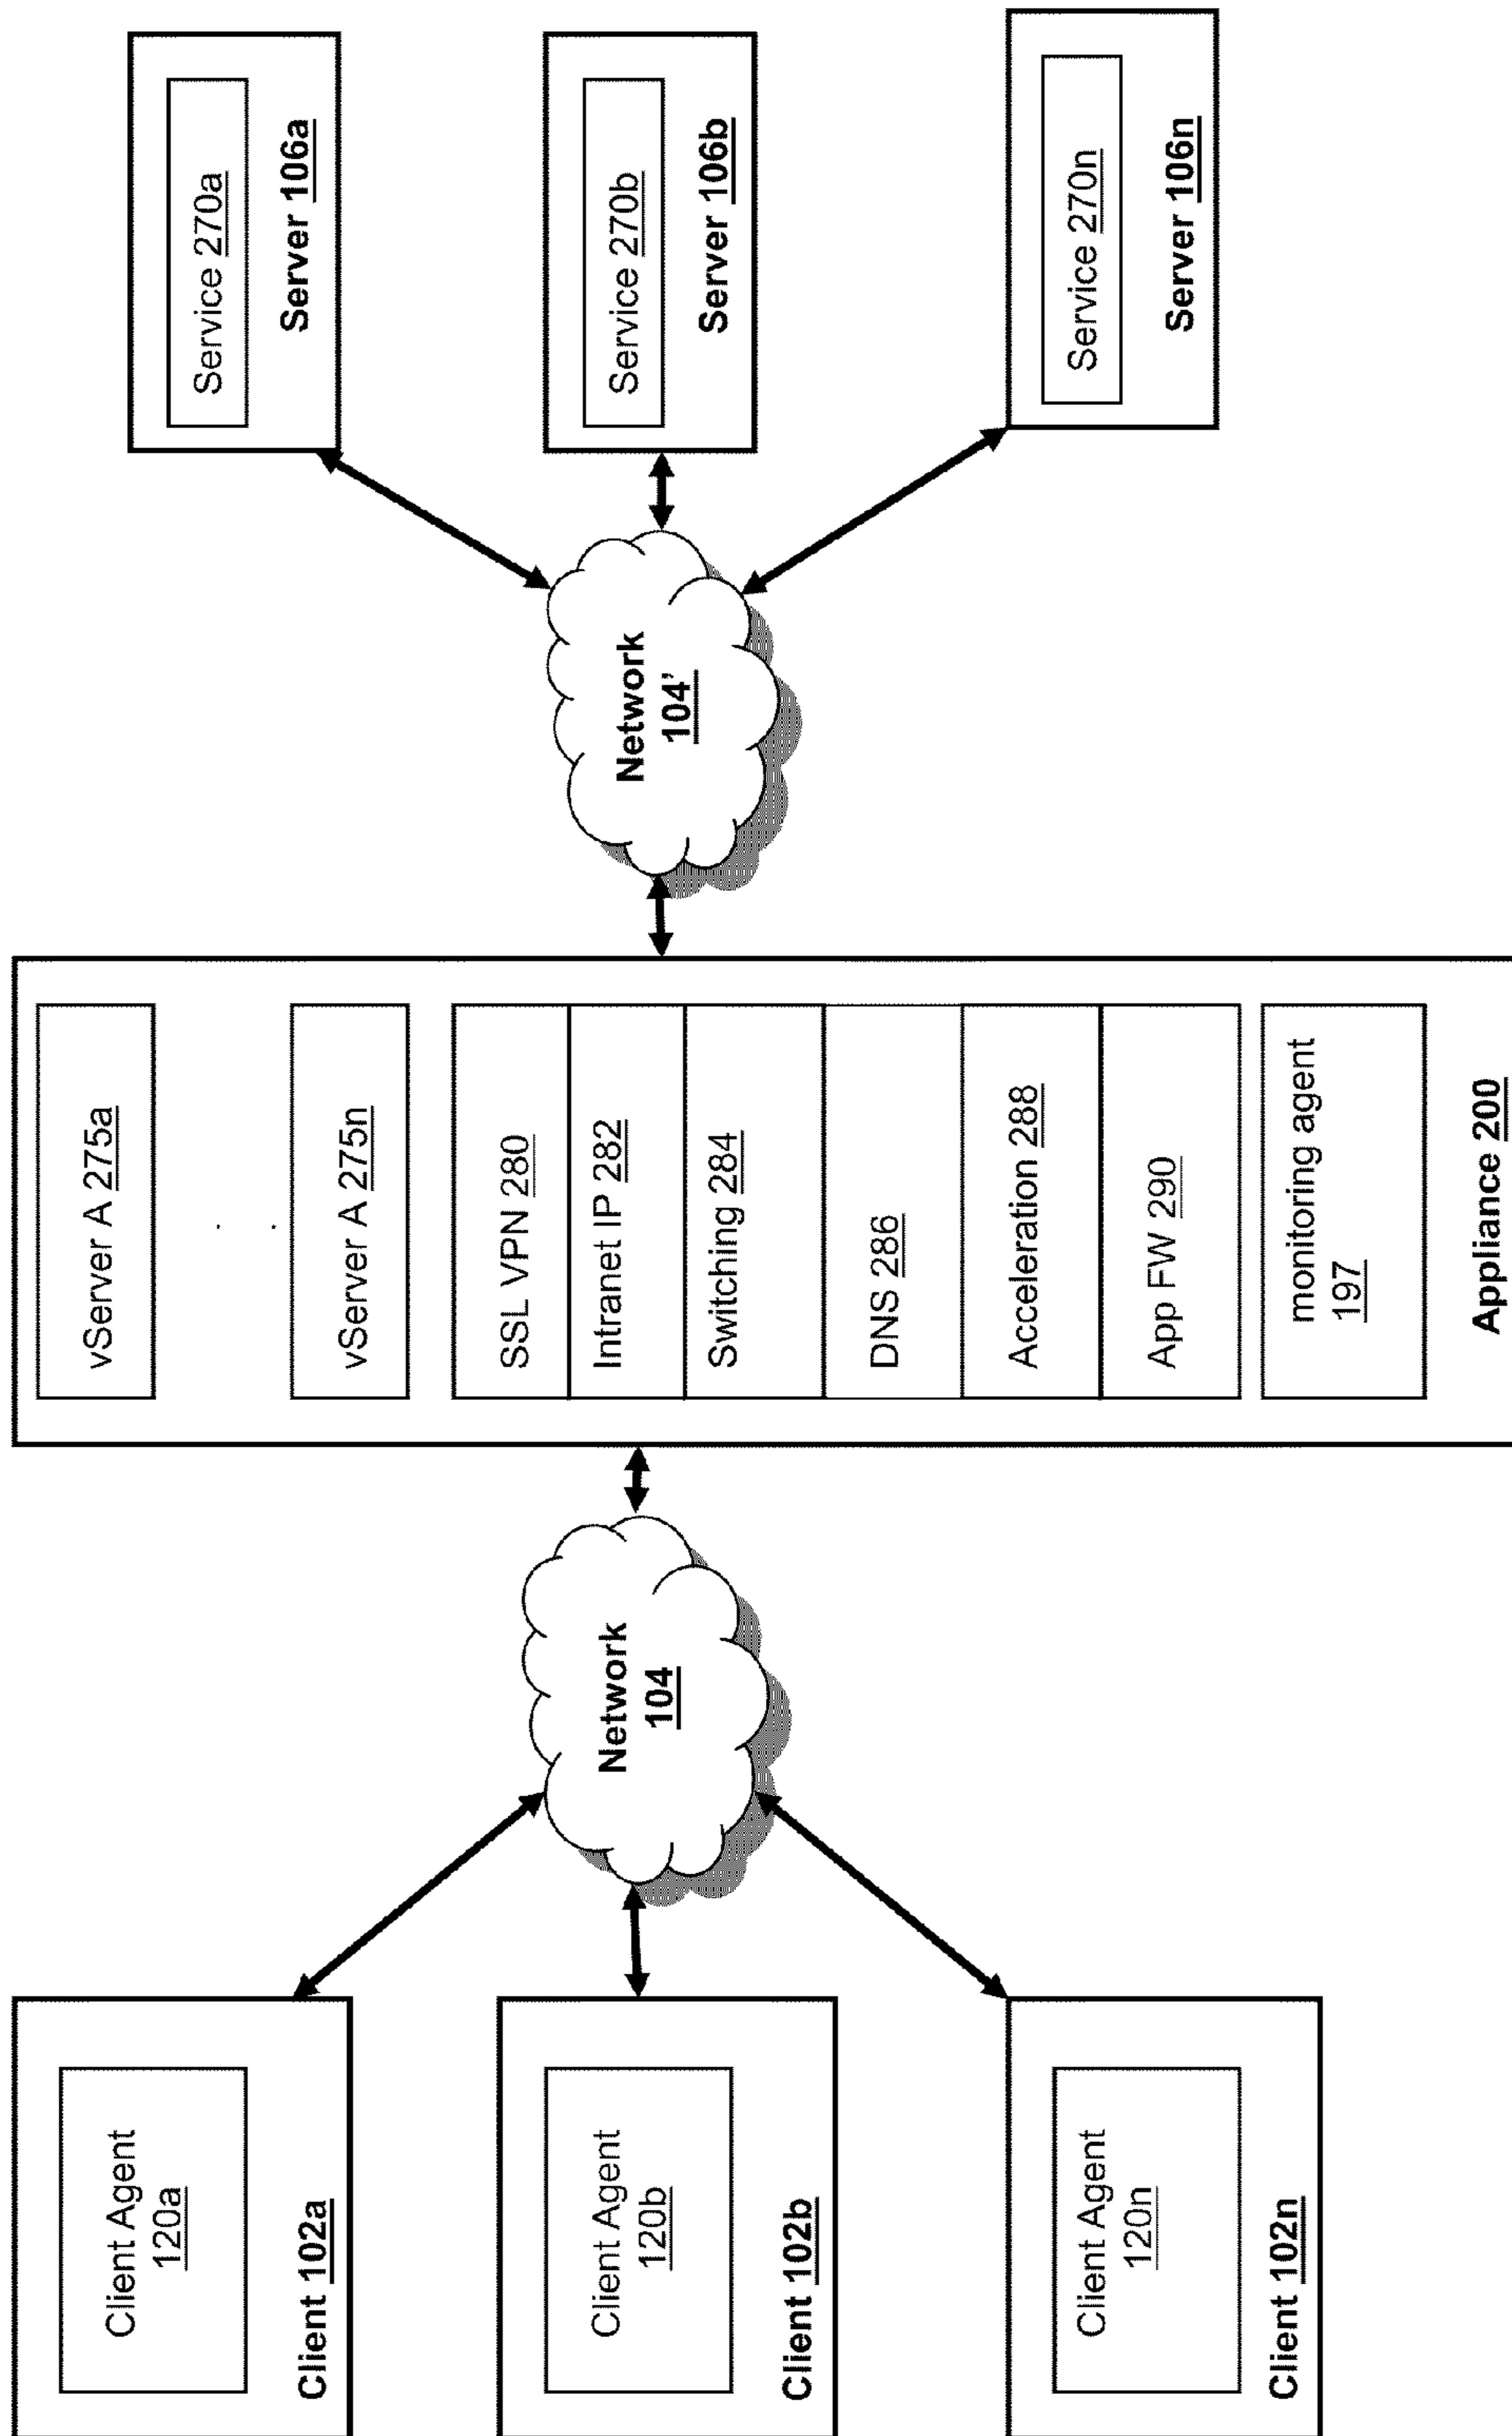 Client Agent
120a
Client 102a
Client Agent
120b
Client 102b
Client Agent
120n
Client 102n
Network
104
vServer A 275a
vServer A 275n
SSL VPN 280
Intranet IP 282
Switching 284
DNS 286
Acceleration 288
App FW 290
monitoring agent
197
Appliance 200
Network
104'
Service 270a
Server 106a
Service 270b
Server 106b
Service 270n
Server 106n